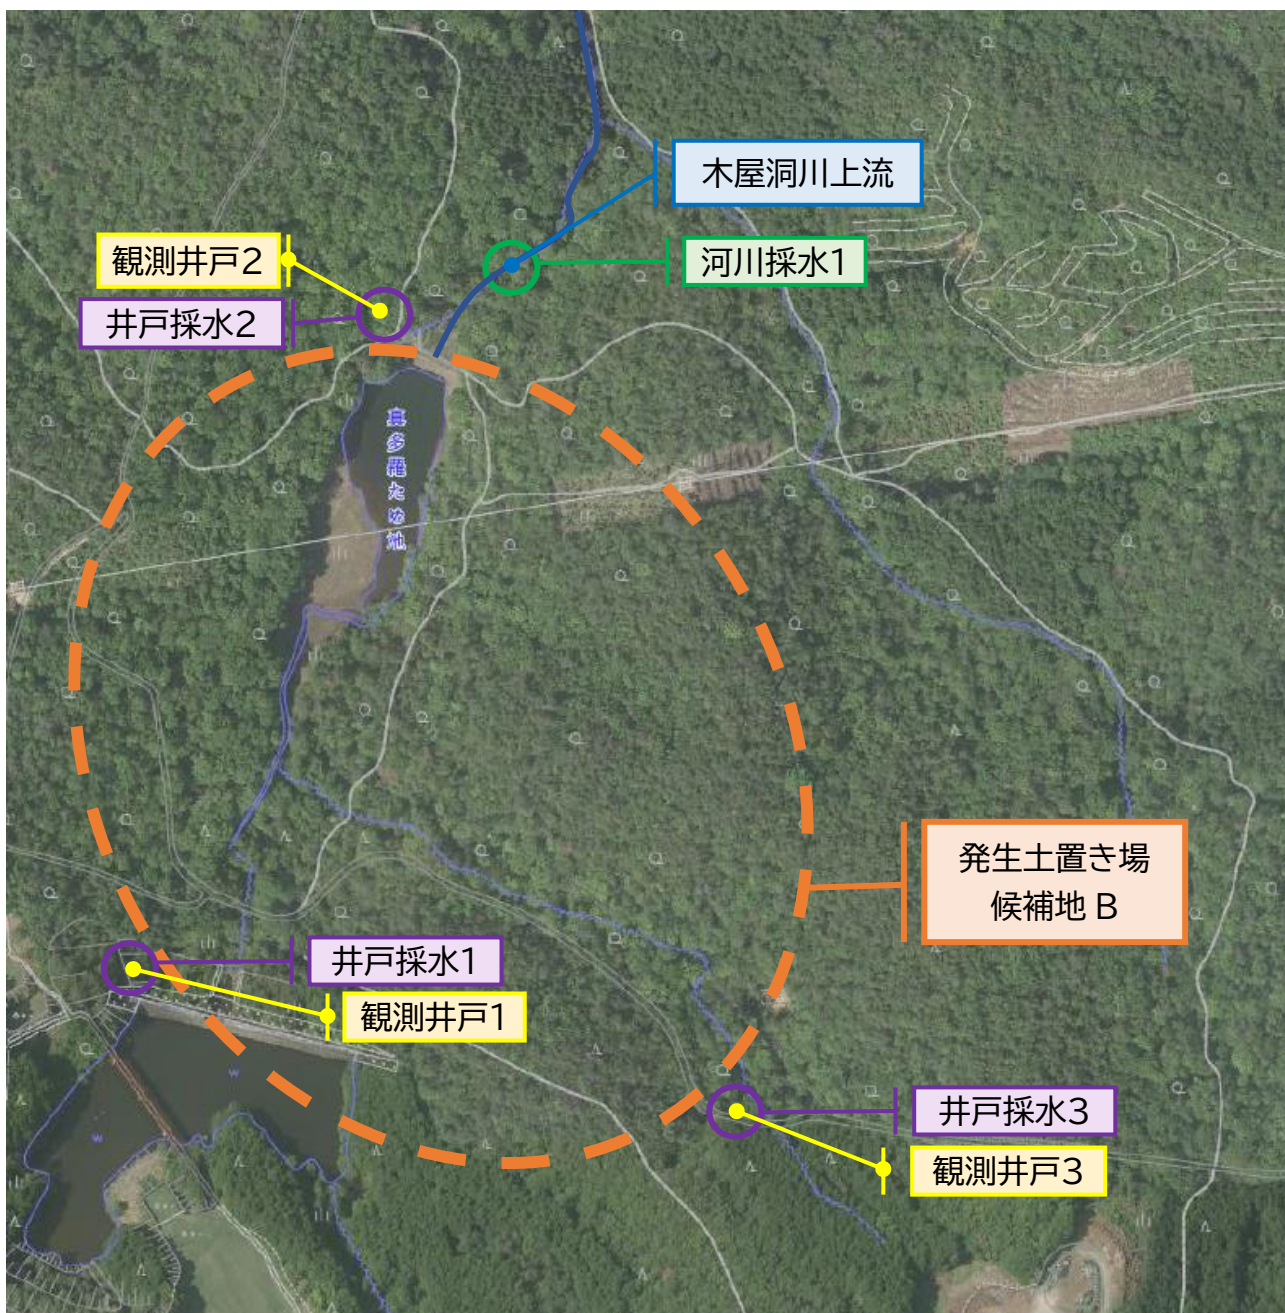 木屋洞川上流
観測井戸2
河川採水1
井戸採水2
喜多羅ため池
発生土置き場
候補地 B
井戸採水1
観測井戸1
井戸採水3
観測井戸3